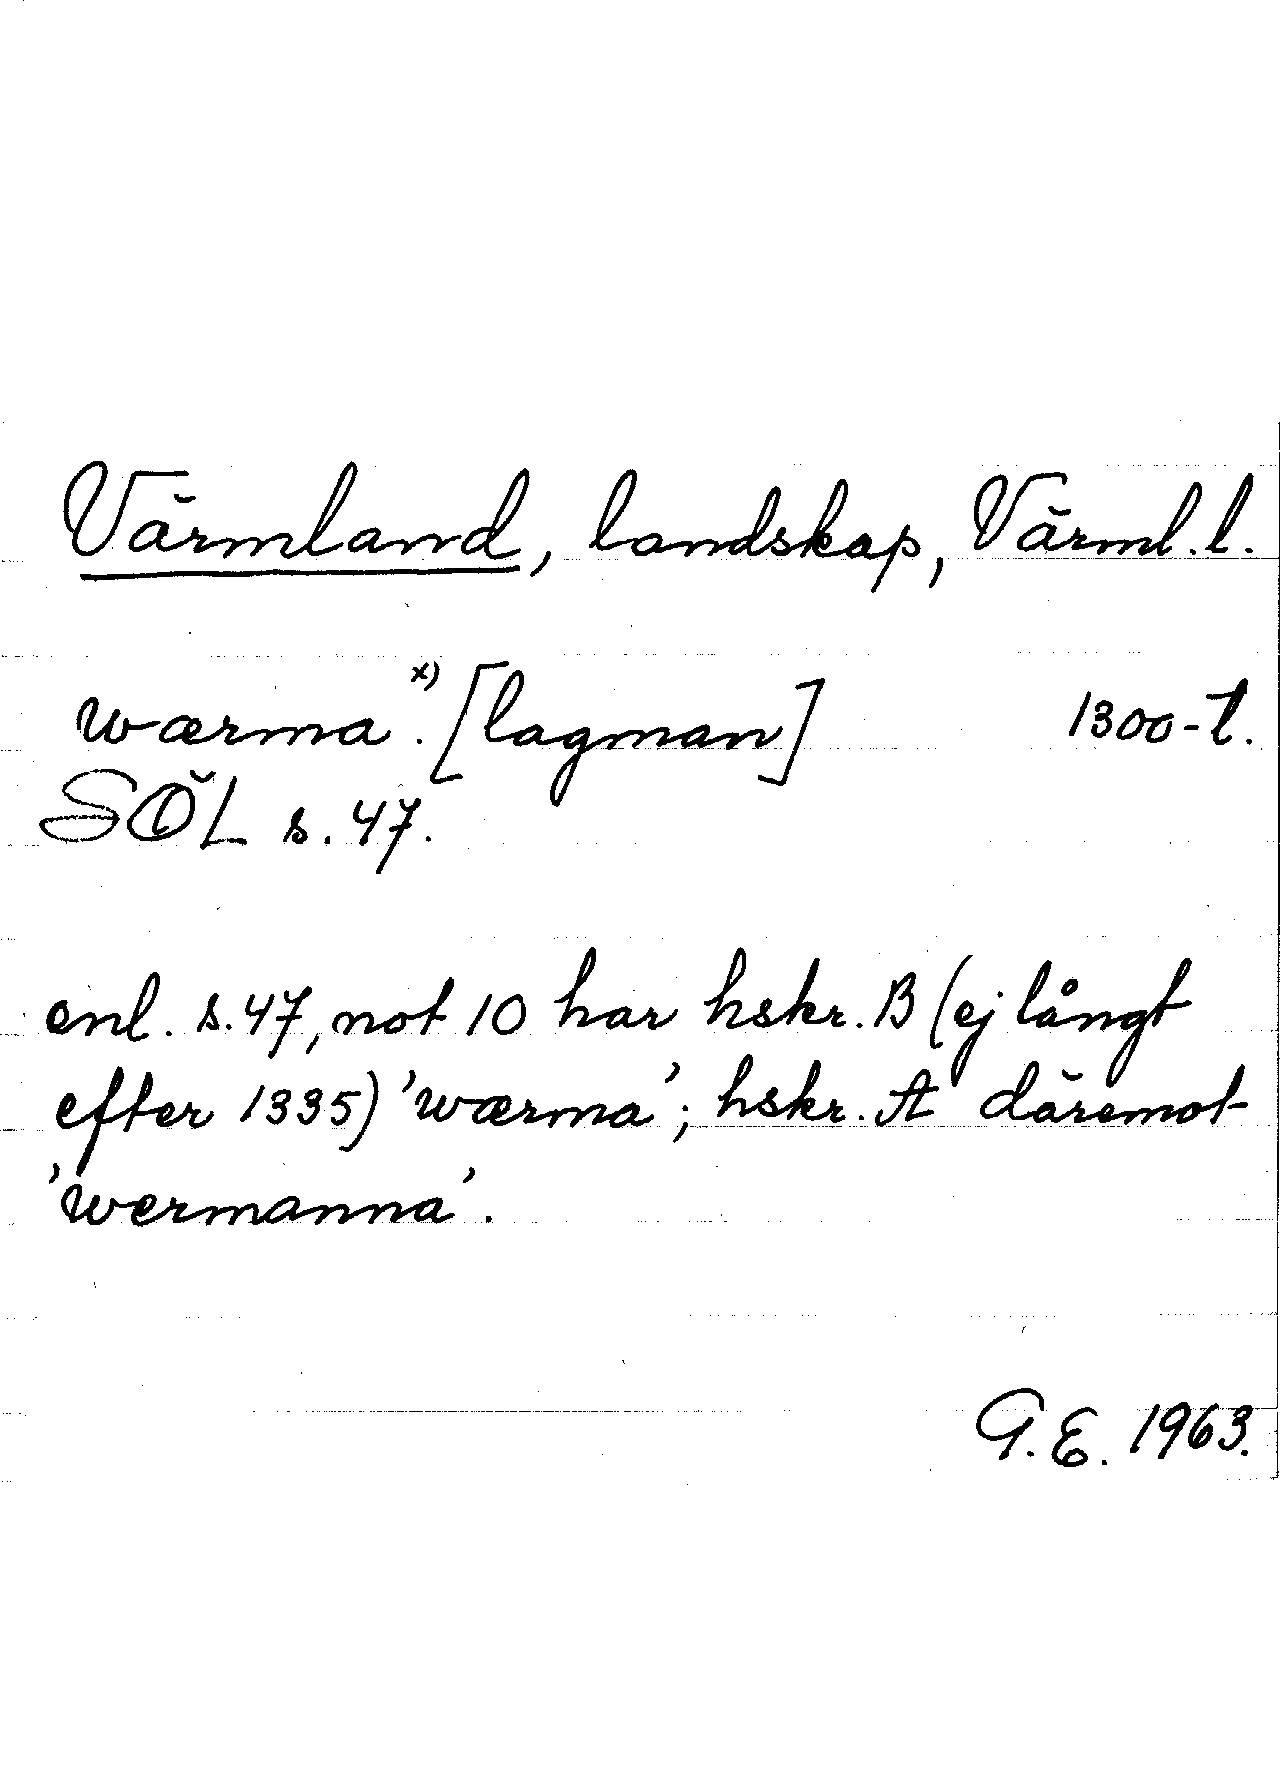 Värmland, landskap, Värml. l.
wærma x). [lagman] 1300-t.
SÖL s. 47.
enl. s. 47, not 10 har hskr. B (ej långt
efter 1335) 'wærma'; hskr. A däremot
'wermanna'.
G. E. 1963.